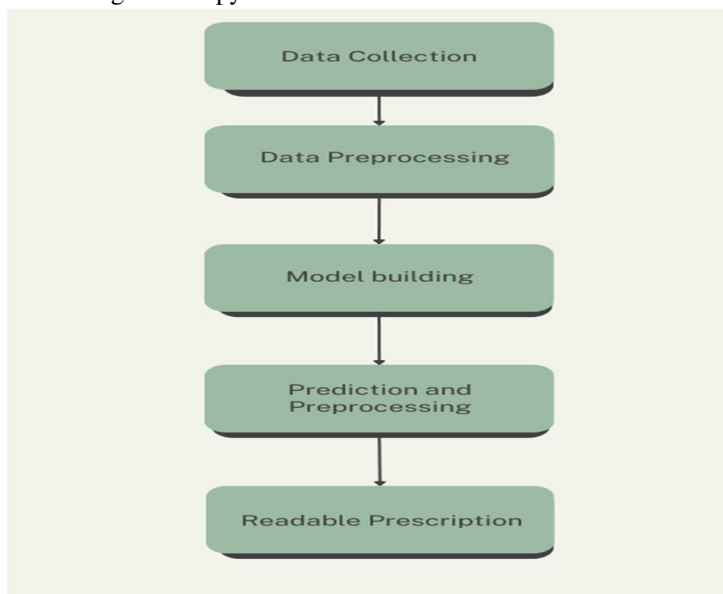 Data Collection
Data Preprocessing
Model building
Prediction and
Preprocessing
Readable Prescription